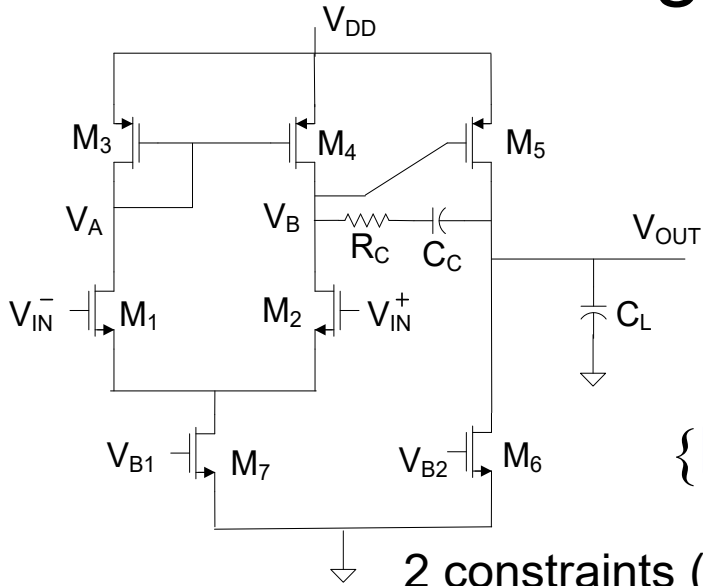 V_DD
M_3
M_4
M_5
V_A
V_B
R_C
C_C
V_OUT
V_IN^-
M_1
M_2
V_IN^+
C_L
V_B1
M_7
V_B2
M_6
{
2 constraints (